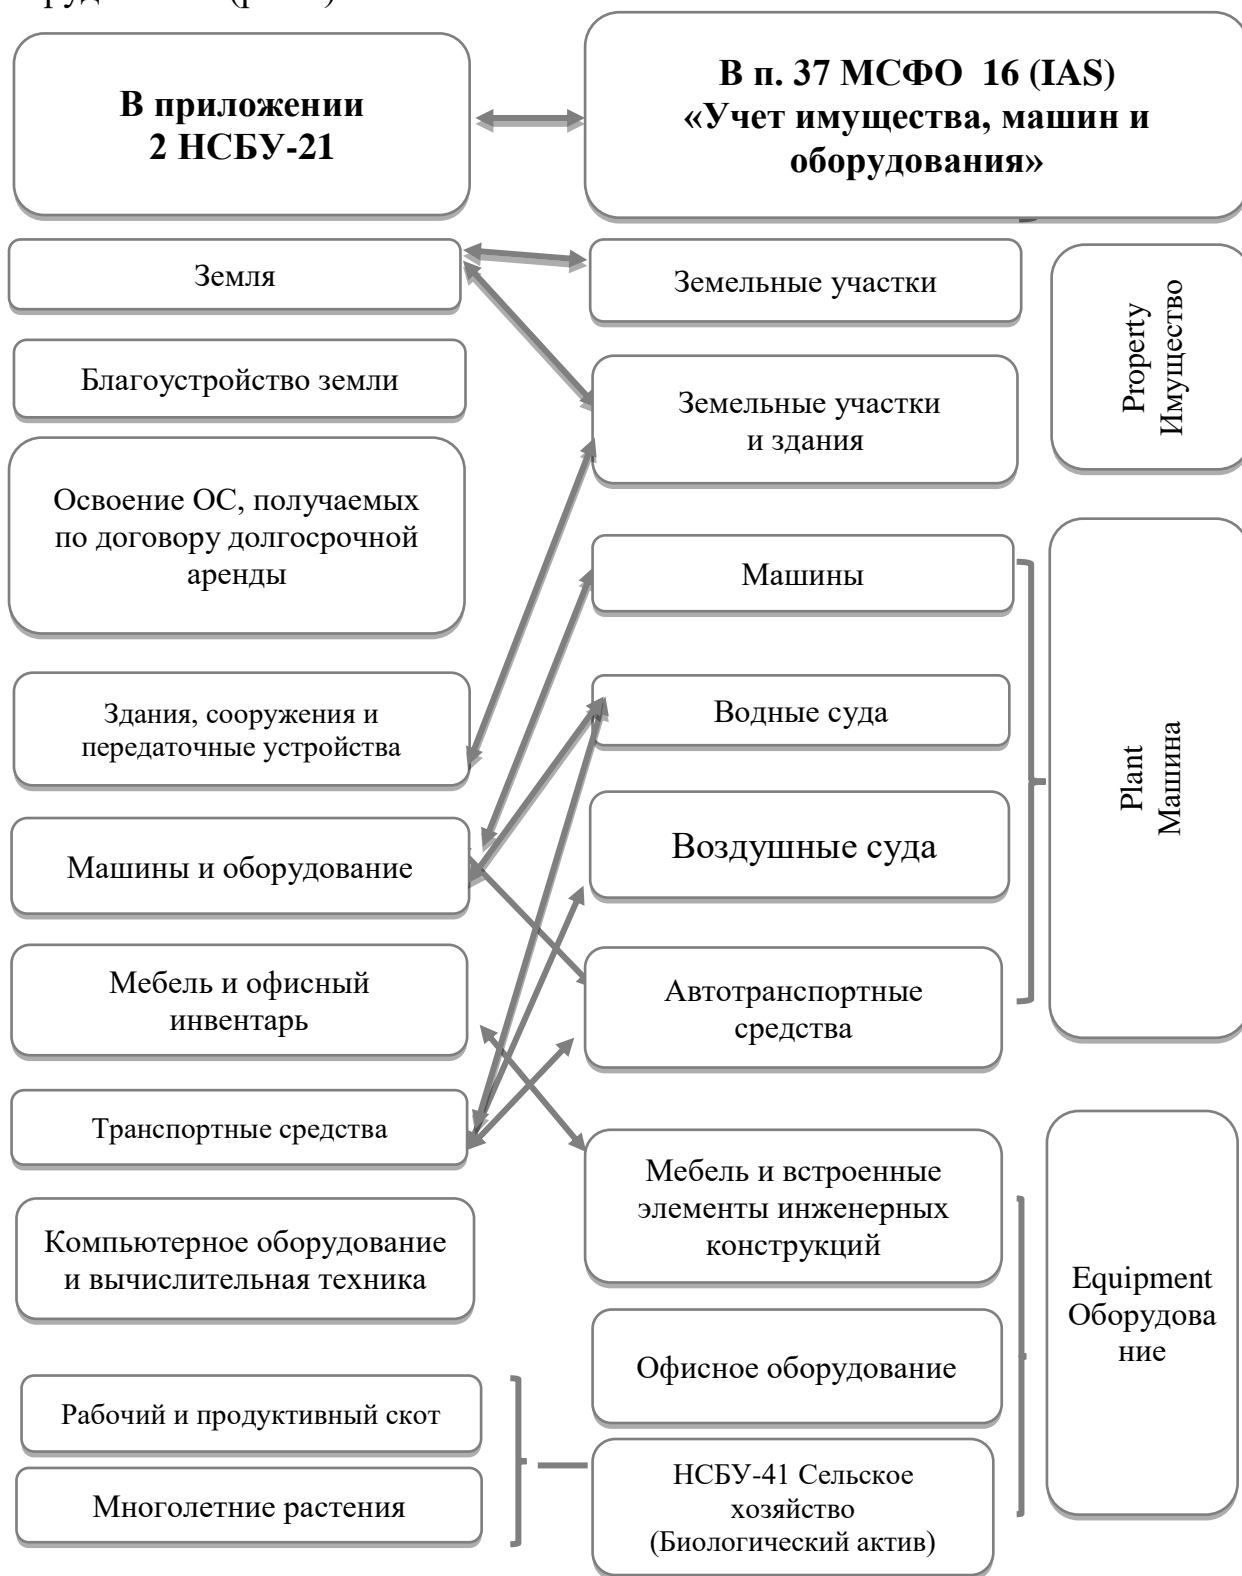 В приложении
2 НСБУ-21
В п. 37 МСФО 16 (IAS)
«Учет имущества, машин и
оборудования»
Земля
Благоустройство земли
Освоение ОС, получаемых
по договору долгосрочной
аренды
Здания, сооружения и
передаточные устройства
Машины и оборудование
Мебель и офисный
инвентарь
Транспортные средства
Компьютерное оборудование
и вычислительная техника
Рабочий и продуктивный скот
Многолетние растения
Земельные участки
Земельные участки
и здания
Машины
Водные суда
Воздушные суда
Автотранспортные
средства
Мебель и встроенные
элементы инженерных
конструкций
Офисное оборудование
НСБУ-41 Сельское
хозяйство
(Биологический актив)
Property
Имущество
Plant
Машина
Equipment
Оборудова
ние